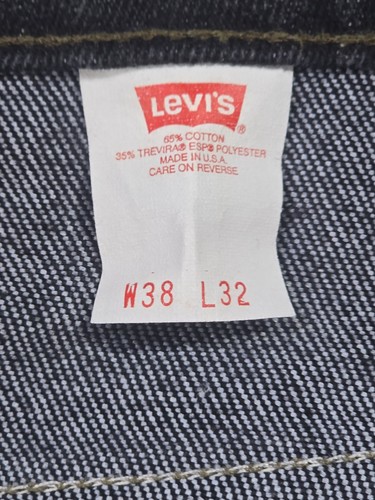 Levi's®
65% COTTON
35% TREVIRA® ESP® POLYESTER
MADE IN U.S.A.
CARE ON REVERSE
W38 L32